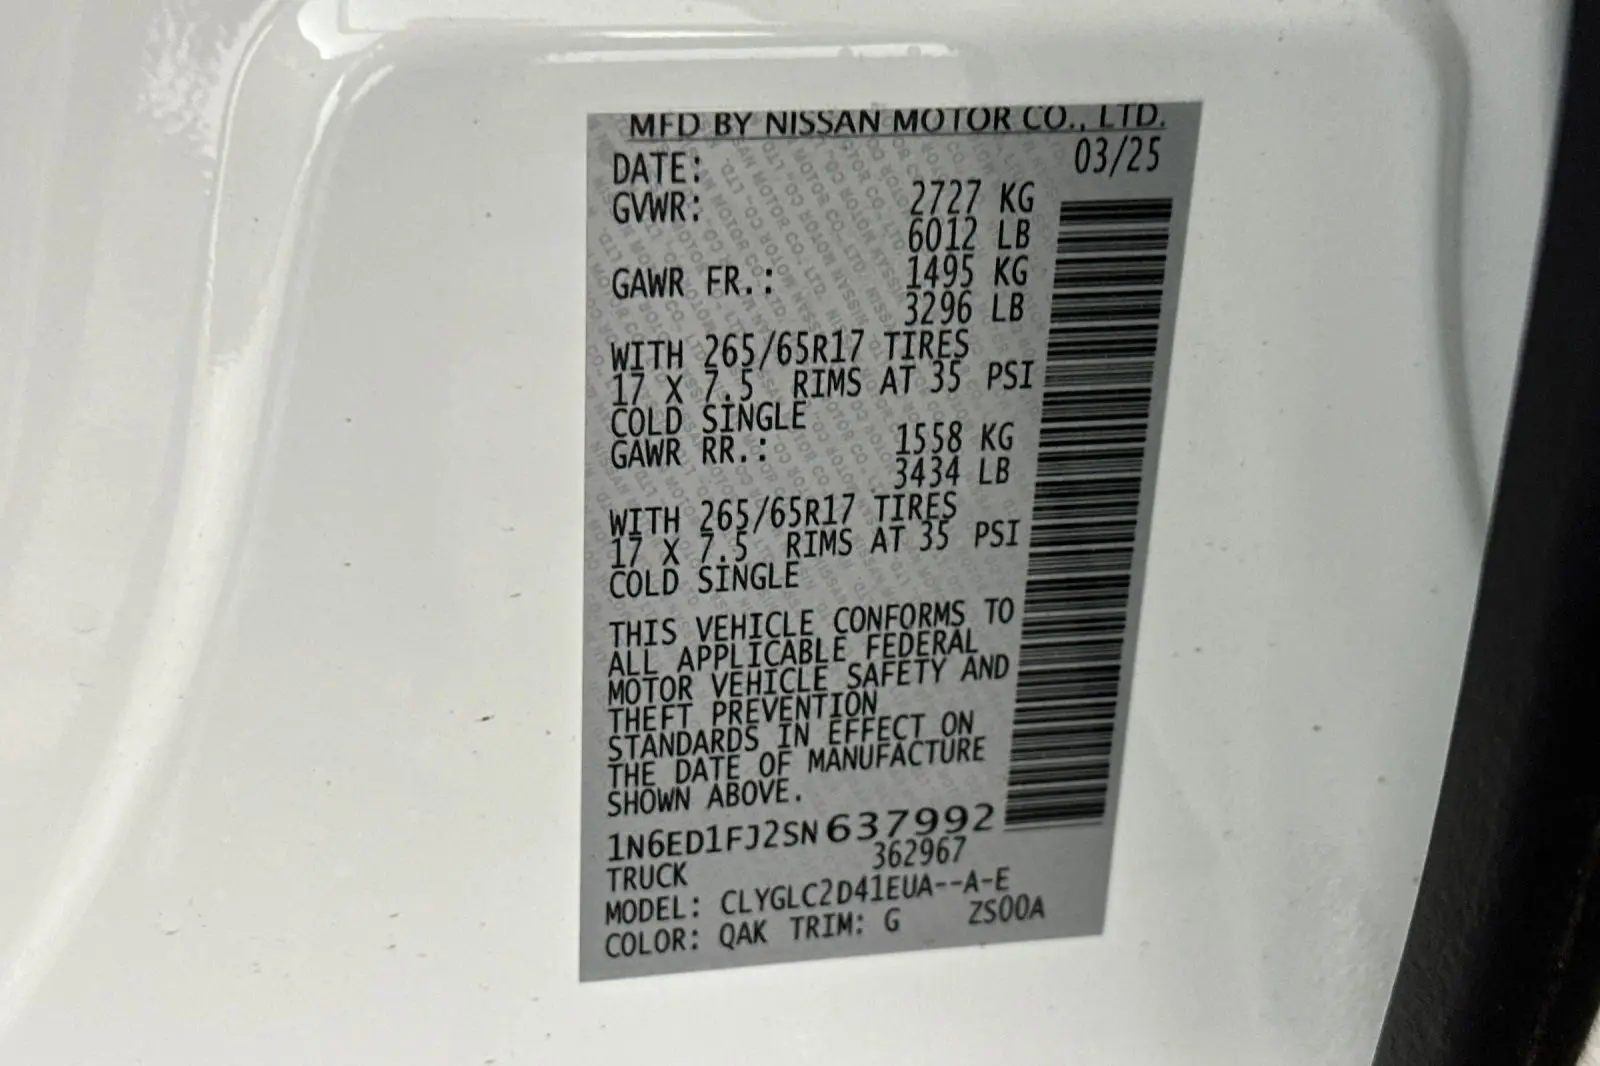 MFD BY NISSAN MOTOR CO., LTD.
DATE: 03/25
GVWR: 2727 KG
6012 LB
GAWR FR.: 1495 KG
3296 LB
WITH 265/65R17 TIRES
17 X 7.5 RIMS AT 35 PSI
COLD SINGLE
GAWR RR.: 1558 KG
3434 LB
WITH 265/65R17 TIRES
17 X 7.5 RIMS AT 35 PSI
COLD SINGLE
THIS VEHICLE CONFORMS TO
ALL APPLICABLE FEDERAL
MOTOR VEHICLE SAFETY AND
THEFT PREVENTION
STANDARDS IN EFFECT ON
THE DATE OF MANUFACTURE
SHOWN ABOVE.
1N6ED1FJ2SN637992
TRUCK 362967
MODEL: CLYGLC2D41EUA--A-E
COLOR: QAK TRIM: G ZS00A